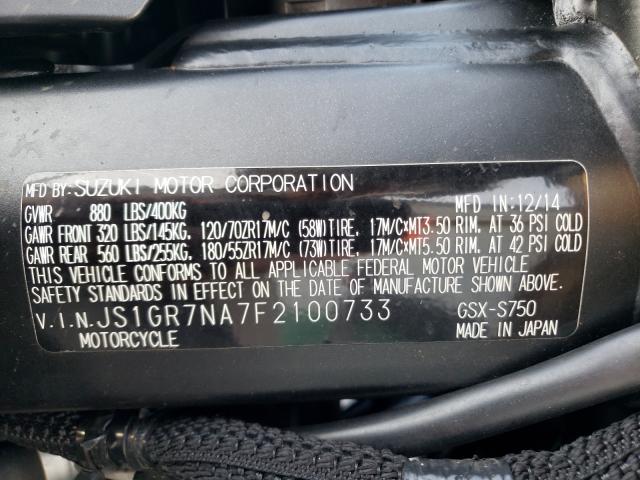 MFD BY: SUZUKI MOTOR CORPORATION
GVWR 880 LBS/400KG MFD IN:12/14
GAWR FRONT 320 LBS/145KG, 120/70ZR17M/C (58W)TIRE, 17M/C×MT3.50 RIM, AT 36 PSI COLD
GAWR REAR 560 LBS/255KG, 180/55ZR17M/C (73W)TIRE, 17M/C×MT5.50 RIM, AT 42 PSI COLD
THIS VEHICLE CONFORMS TO ALL APPLICABLE FEDERAL MOTOR VEHICLE
SAFETY STANDARDS IN EFFECT ON THE DATE OF MANUFACTURE SHOWN ABOVE.
V.I.N.JS1GR7NA7F2100733 GSX-S750
MOTORCYCLE MADE IN JAPAN